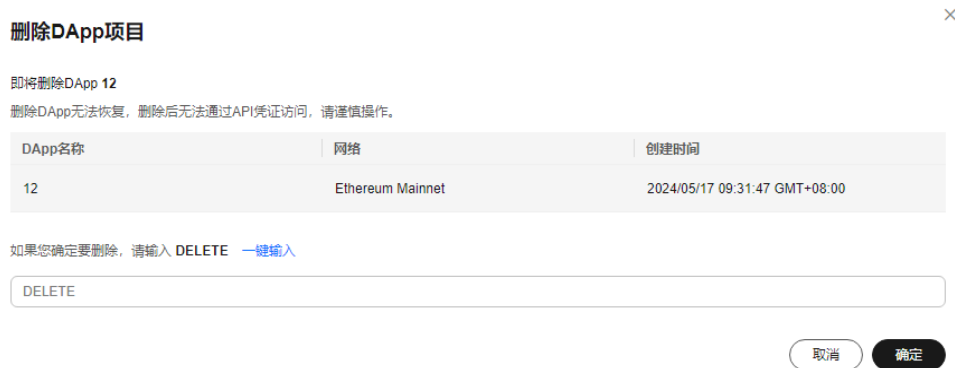 删除DApp项目
即将删除DApp 12
删除DApp无法恢复，删除后无法通过API凭证访问，请谨慎操作。
DApp名称 网络 创建时间
12 Ethereum Mainnet 2024/05/17 09:31:47 GMT+08:00
如果您确定要删除，请输入 DELETE 一键输入
DELETE
取消 确定